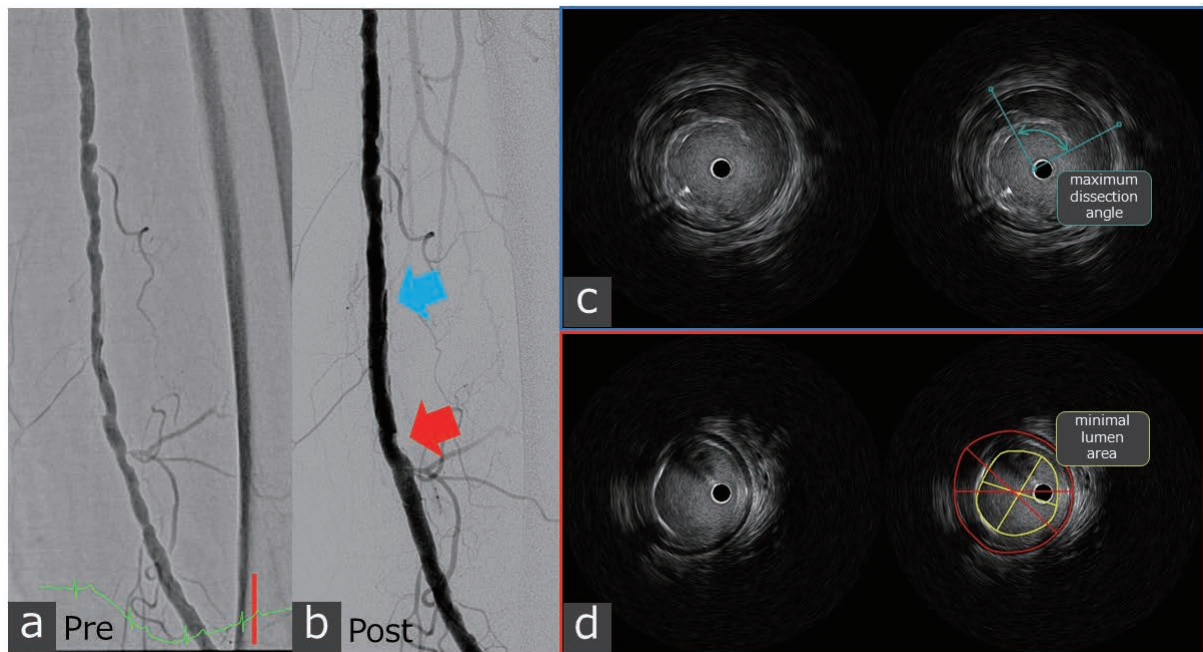 a Pre
b Post
c
maximum
dissection
angle
d
minimal
lumen
area